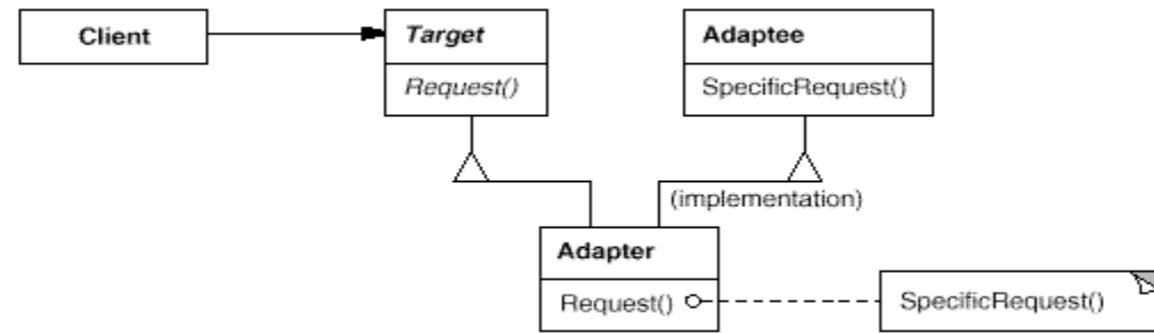 Client
Target
Request()
Adaptee
SpecificRequest()
(implementation)
Adapter
Request()
SpecificRequest()